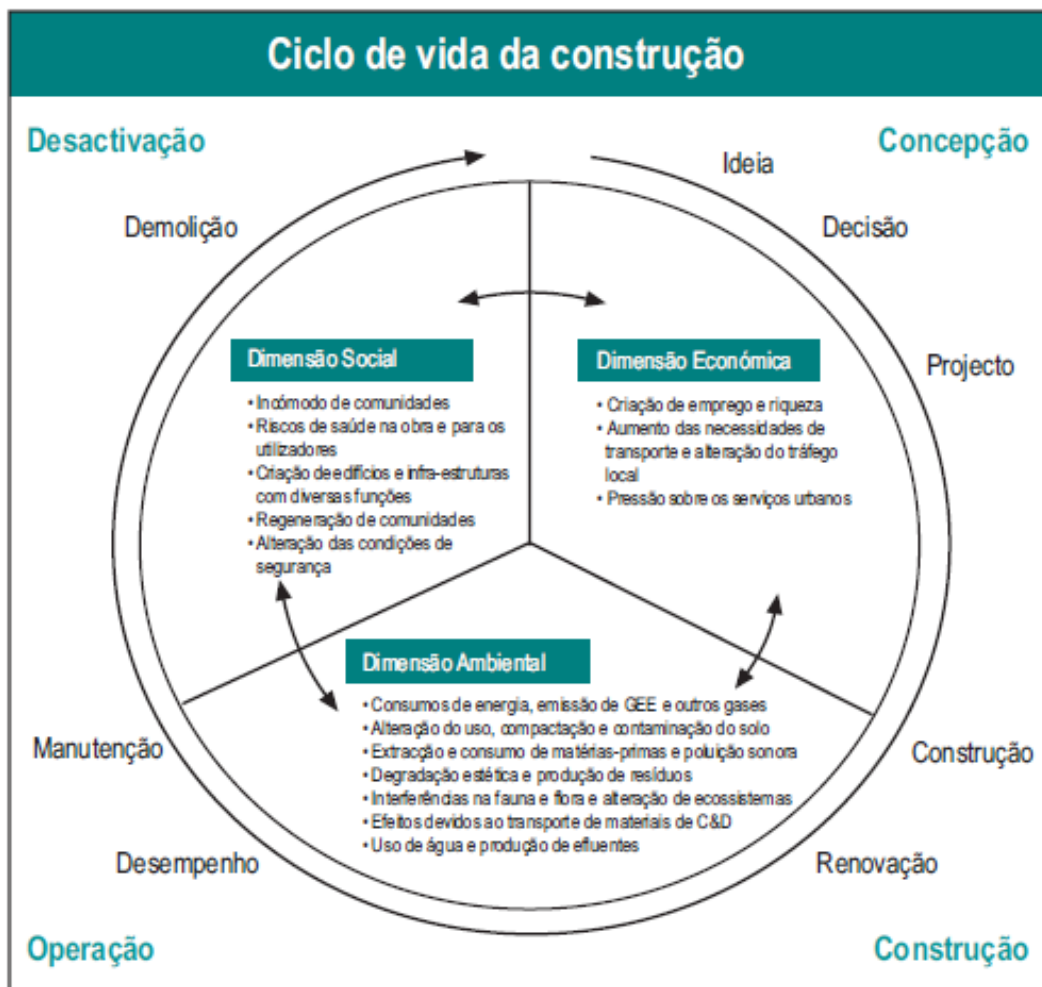 Ciclo de vida da construção
Desactivação
Concepção
Ideia
Demolição
Decisão
Projecto
Dimensão Social
• Incómodo de comunidades
• Riscos de saúde na obra e para os
utilizadores
• Criação de edifícios e infra-estruturas
com diversas funções
• Regeneração de comunidades
• Alteração das condições de
segurança
Dimensão Económica
• Criação de emprego e riqueza
• Aumento das necessidades de
transporte e alteração do tráfego
local
• Pressão sobre os serviços urbanos
Dimensão Ambiental
• Consumos de energia, emissão de GEE e outros gases
• Alteração do uso, compactação e contaminação do solo
• Extracção e consumo de matérias-primas e poluição sonora
• Degradação estética e produção de resíduos
• Interferências na fauna e flora e alteração de ecossistemas
• Efeitos devidos ao transporte de materiais de C&D
• Uso de água e produção de efluentes
Manutenção
Construção
Desempenho
Renovação
Operação
Construção